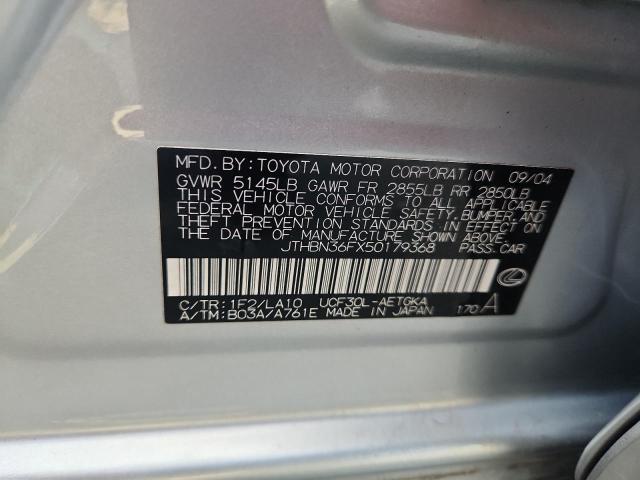 MFD. BY: TOYOTA MOTOR CORPORATION 09/04
GVWR 5145LB GAWR FR 2855LB RR 2850LB
THIS VEHICLE CONFORMS TO ALL APPLICABLE
FEDERAL MOTOR VEHICLE SAFETY, BUMPER, AND
THEFT PREVENTION STANDARDS IN EFFECT ON
THE DATE OF MANUFACTURE SHOWN ABOVE.
JTHBN36FX50179368 PASS CAR
C/TR: 1F2/LA10 UCF30L-AETGKA
A/TM: B03A/A761E MADE IN JAPAN 170 A